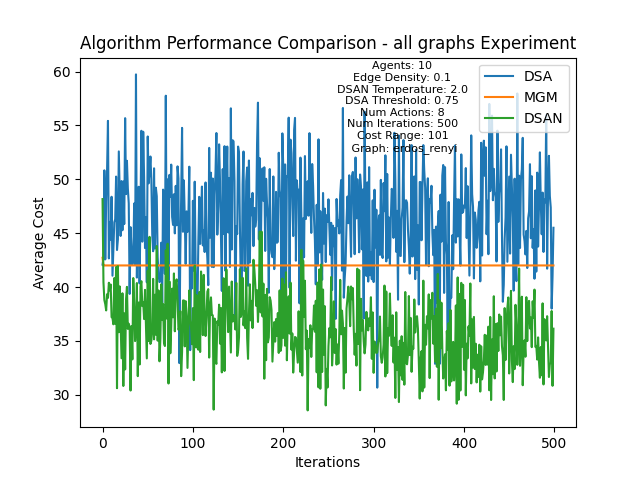 Algorithm Performance Comparison - all graphs Experiment
Agents: 10
Edge Density: 0.1
DSAN Temperature: 2.0
DSA Threshold: 0.75
Num Actions: 8
Num Iterations: 500
Cost Range: 101
Graph: erdos_renyi
DSA
MGM
DSAN
60
55
50
45
40
35
30
Average Cost
0
100
200
300
400
500
Iterations